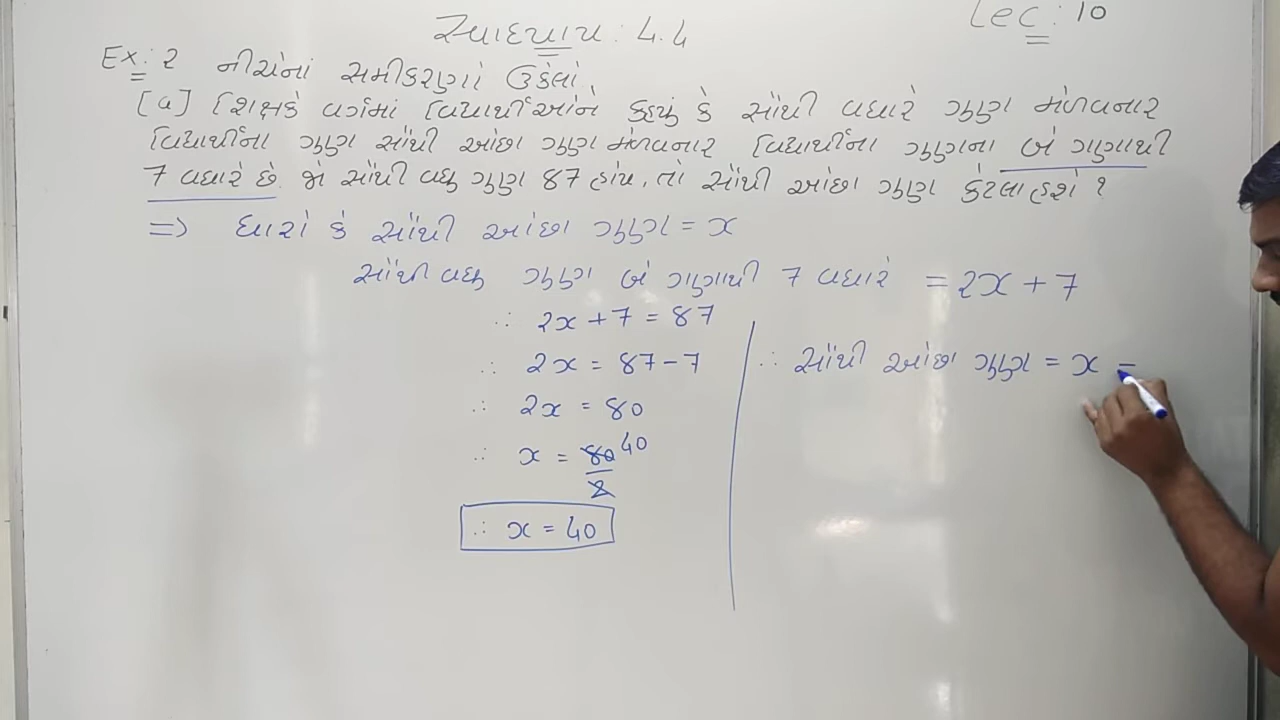 સ્વાધ્યાય : 4.4
Lec : 10
Ex : 2 નીચેનાં સમીકરણો ઉકેલો.
[a] શિક્ષકે વર્ગમાં વિદ્યાર્થીઓને કહ્યું કે સૌથી વધારે ગુણ મેળવનાર
વિદ્યાર્થીના ગુણ સૌથી ઓછા ગુણ મેળવનાર વિદ્યાર્થીના ગુણના બે ગણાથી
7 વધારે છે. જો સૌથી વધુ ગુણ 87 હોય, તો સૌથી ઓછા ગુણ કેટલા હશે ?
=> ધારો કે સૌથી ઓછા ગુણ = x
સૌથી વધુ ગુણ બે ગણાથી 7 વધારે = 2x + 7
∴ 2x + 7 = 87
∴ 2x = 87 - 7
∴ 2x = 80
∴ x = 80/2 40
∴ x = 40
∴ સૌથી ઓછા ગુણ = x =